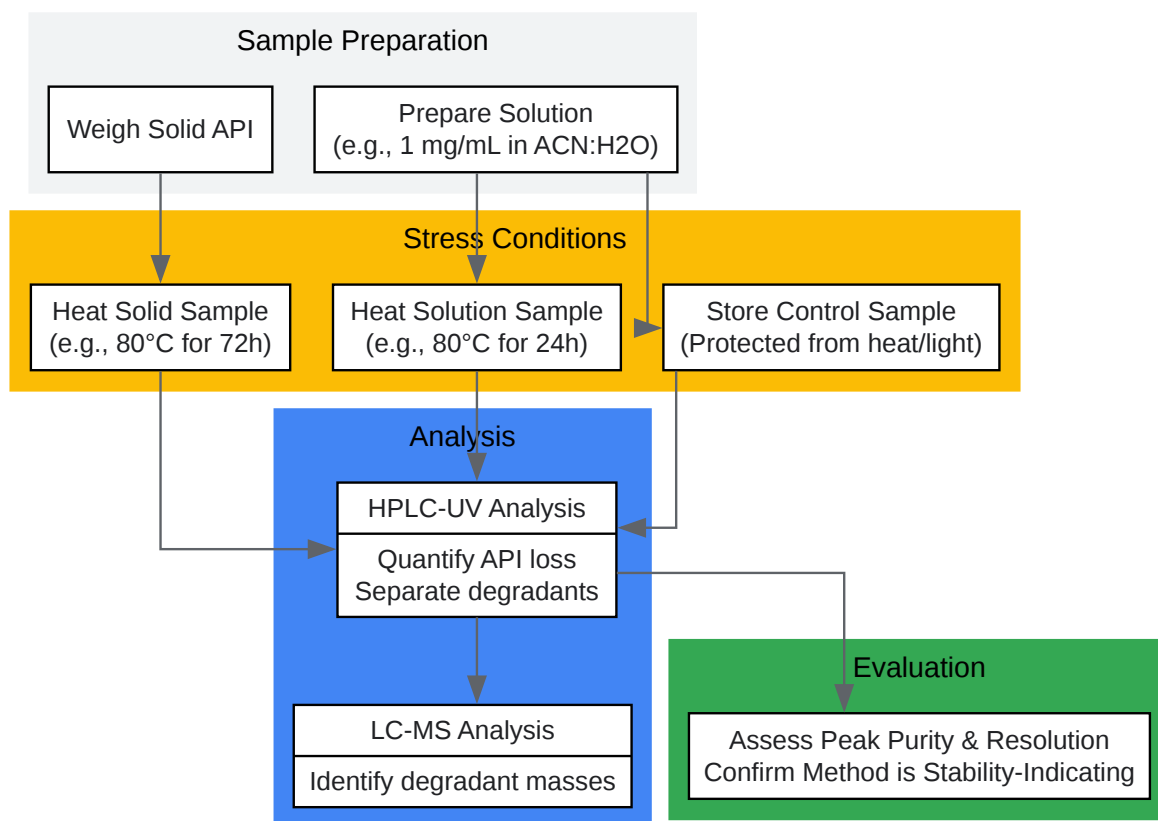 Sample Preparation
Weigh Solid API
Prepare Solution
(e.g., 1 mg/mL in ACN:H2O)
Stress Conditions
Heat Solid Sample
(e.g., 80°C for 72h)
Heat Solution Sample
(e.g., 80°C for 24h)
Store Control Sample
(Protected from heat/light)
Analysis
HPLC-UV Analysis
Quantify API loss
Separate degradants
LC-MS Analysis
Identify degradant masses
Evaluation
Assess Peak Purity & Resolution
Confirm Method is Stability-Indicating